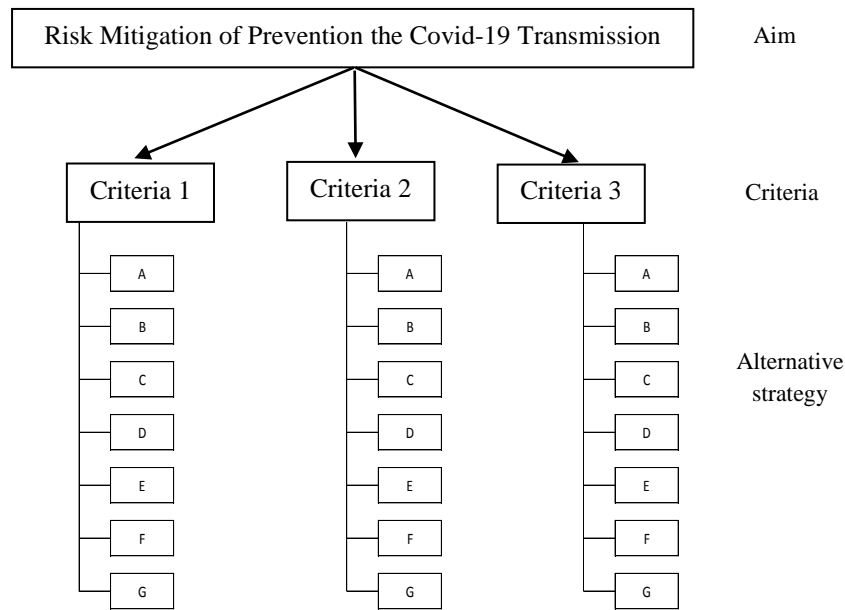 Risk Mitigation of Prevention the Covid-19 Transmission
Aim
Criteria 1
Criteria 2
Criteria 3
Criteria
A
B
C
D
E
F
G
A
B
C
D
E
F
G
A
B
C
D
E
F
G
Alternative
strategy